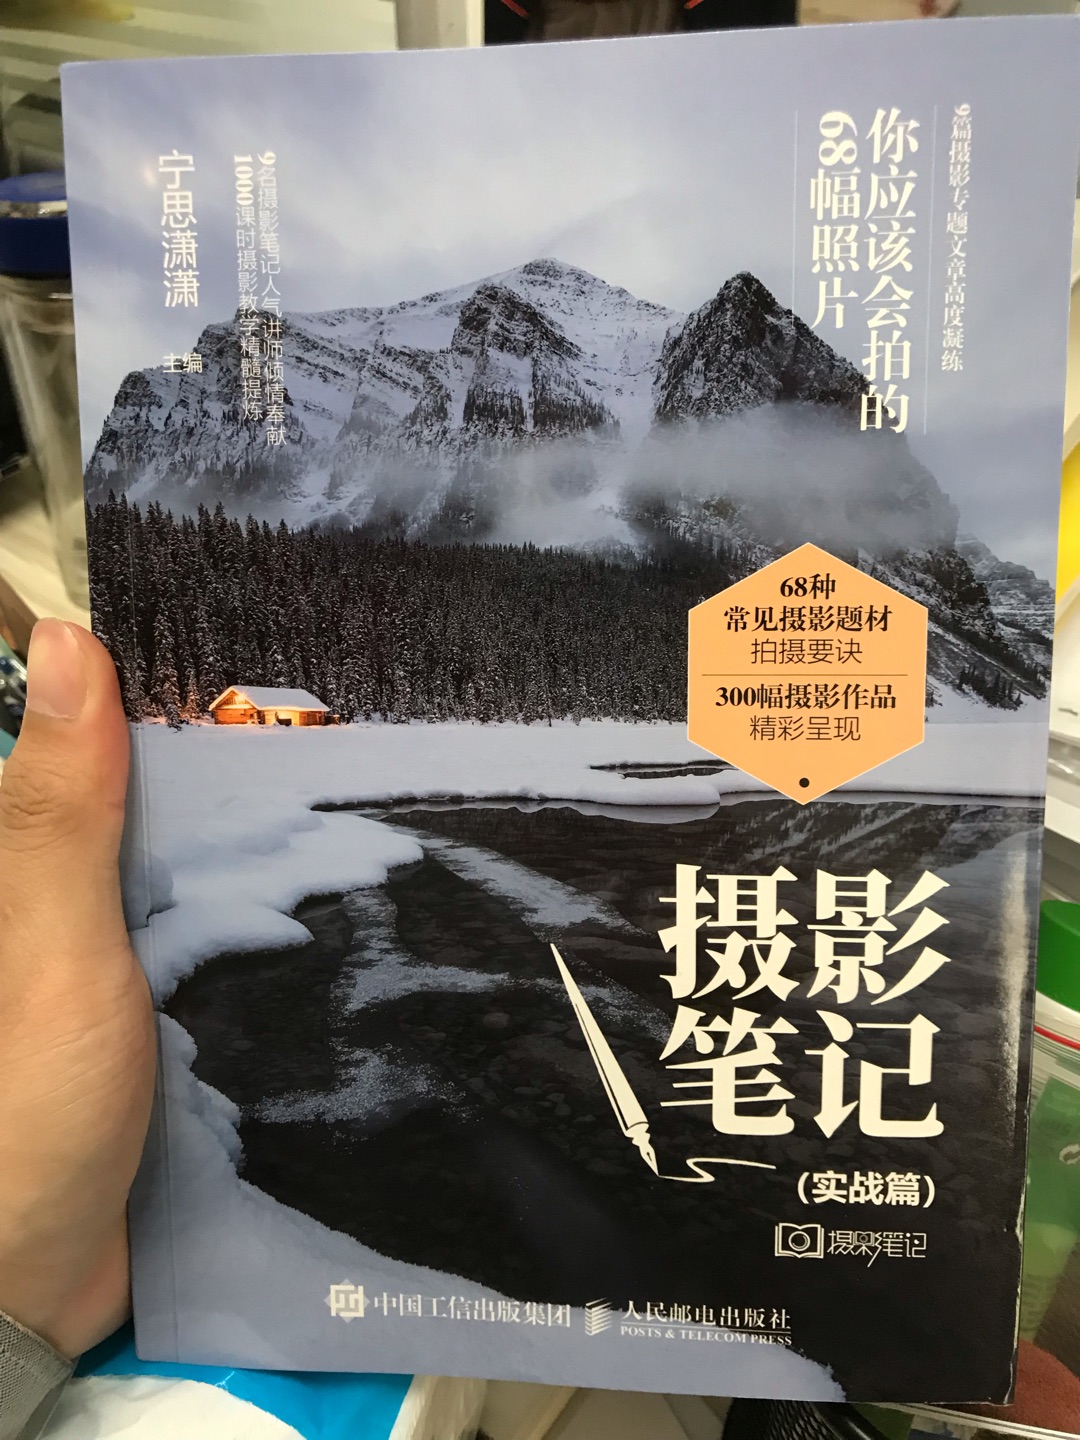 9篇摄影专题文章高度凝练
你应该会拍的
68幅照片
9名摄影笔记人气讲师倾情奉献
1000课时摄影教学精髓提炼
宁思潇潇 主编
68种
常见摄影题材
拍摄要诀
300幅摄影作品
精彩呈现
摄影
笔记
(实战篇)
摄影笔记
中国工信出版集团
人民邮电出版社
POSTS & TELECOM PRESS